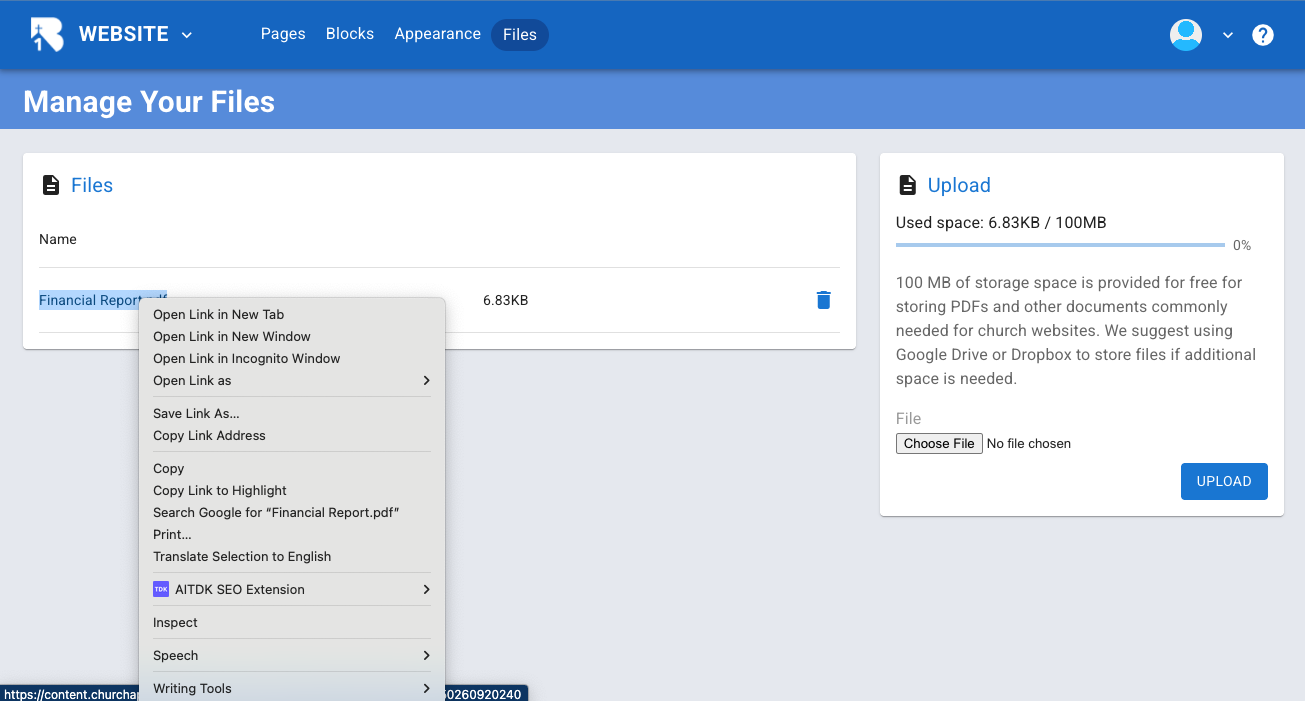 WEBSITE
Pages Blocks Appearance Files
Manage Your Files
Files
Name
Financial Report.pdf 6.83KB
Open Link in New Tab
Open Link in New Window
Open Link in Incognito Window
Open Link as
Save Link As...
Copy Link Address
Copy
Copy Link to Highlight
Search Google for “Financial Report.pdf”
Print...
Translate Selection to English
TDK AITDK SEO Extension
Inspect
Speech
Writing Tools
Upload
Used space: 6.83KB / 100MB
0%
100 MB of storage space is provided for free for
storing PDFs and other documents commonly
needed for church websites. We suggest using
Google Drive or Dropbox to store files if additional
space is needed.
File
Choose File No file chosen
UPLOAD